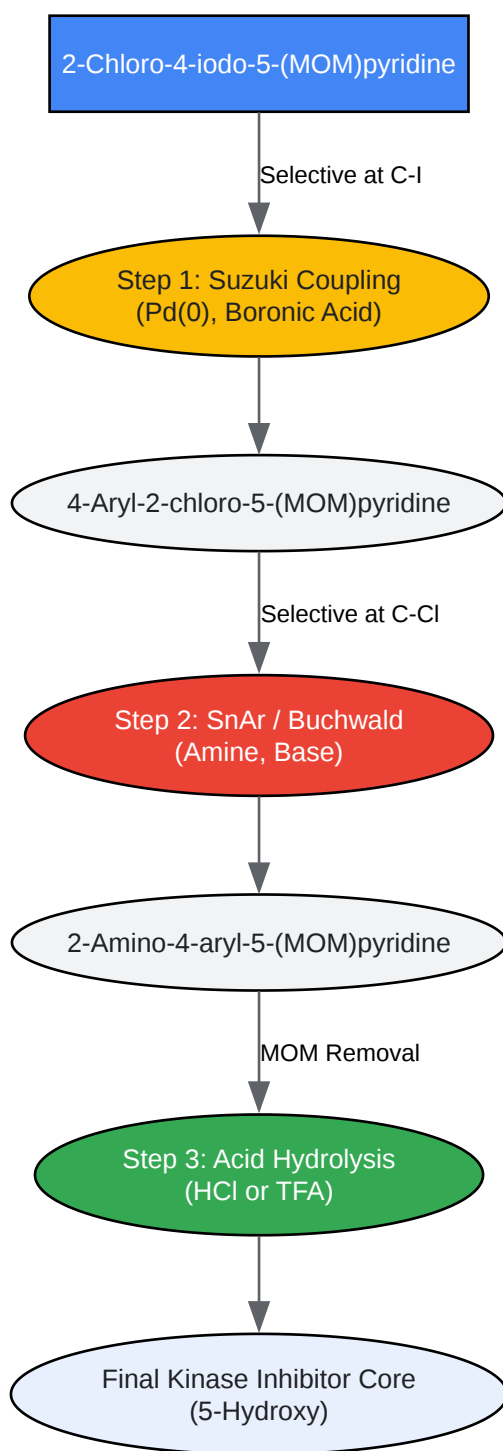 2-Chloro-4-iodo-5-(MOM)pyridine
Selective at C-I
Step 1: Suzuki Coupling
(Pd(0), Boronic Acid)
4-Aryl-2-chloro-5-(MOM)pyridine
Selective at C-Cl
Step 2: SnAr / Buchwald
(Amine, Base)
2-Amino-4-aryl-5-(MOM)pyridine
MOM Removal
Step 3: Acid Hydrolysis
(HCl or TFA)
Final Kinase Inhibitor Core
(5-Hydroxy)